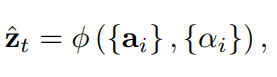 ẑ_t = ϕ ({a_i} , {α_i}) ,